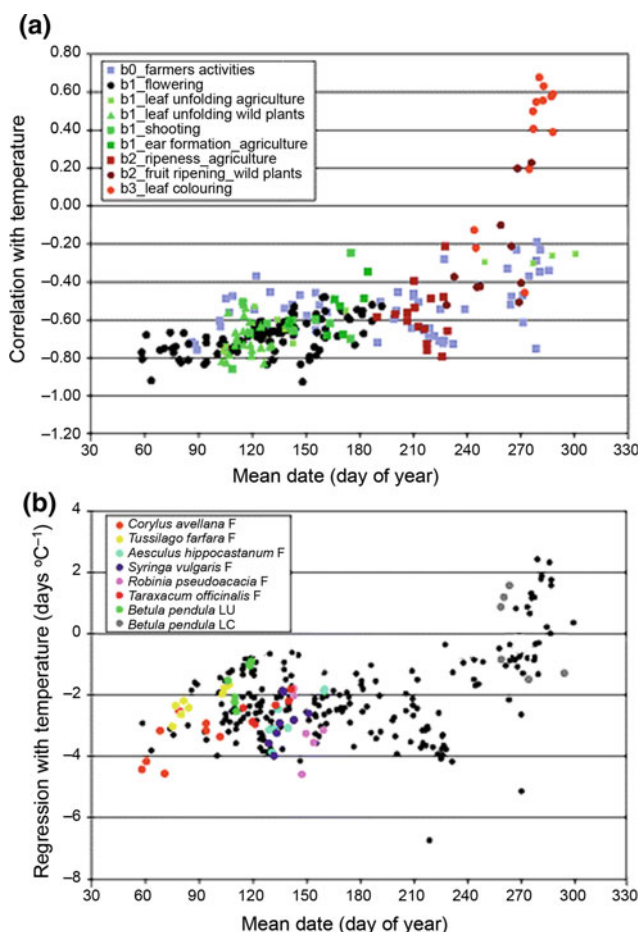 (a)
0.80
0.60
0.40
0.20
0.00
–0.20
–0.40
–0.60
–0.80
–1.00
–1.20
Correlation with temperature
b0_farmers activities
b1_flowering
b1_leaf unfolding agriculture
b1_leaf unfolding wild plants
b1_shooting
b1_ear formation_agriculture
b2_ripeness_agriculture
b2_fruit ripening_wild plants
b3_leaf colouring
30 60 90 120 150 180 210 240 270 300 330
Mean date (day of year)
(b)
4
2
0
–2
–4
–6
–8
Regression with temperature (days °C–1)
Corylus avellana F
Tussilago farfara F
Aesculus hippocastanum F
Syringa vulgaris F
Robinia pseudoacacia F
Taraxacum officinalis F
Betula pendula LU
Betula pendula LC
30 60 90 120 150 180 210 240 270 300 330
Mean date (day of year)